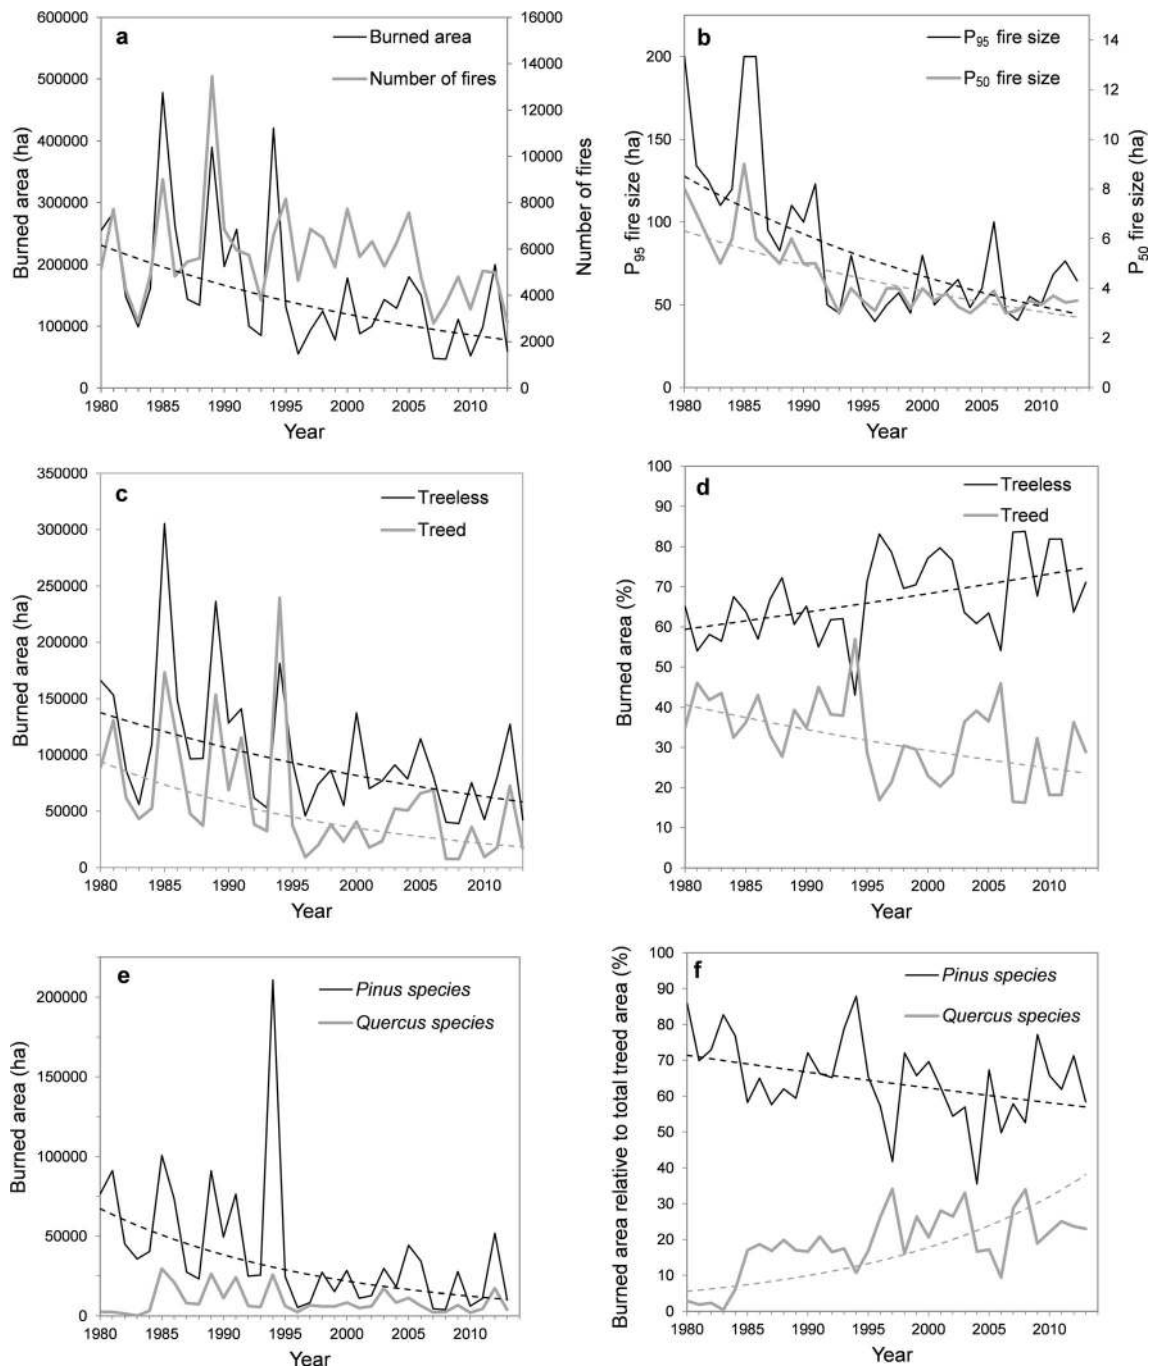 a
Burned area
Number of fires
600000
500000
400000
300000
200000
100000
0
16000
14000
12000
10000
8000
6000
4000
2000
0
1980 1985 1990 1995 2000 2005 2010
Burned area (ha)
Number of fires
Year
b
P95 fire size
P50 fire size
200
150
100
50
0
14
12
10
8
6
4
2
0
1980 1985 1990 1995 2000 2005 2010
P95 fire size (ha)
P50 fire size (ha)
Year
c
Treeless
Treed
350000
300000
250000
200000
150000
100000
50000
0
1980 1985 1990 1995 2000 2005 2010
Burned area (ha)
Year
d
Treeless
Treed
100
90
80
70
60
50
40
30
20
10
0
1980 1985 1990 1995 2000 2005 2010
Burned area (%)
Year
e
Pinus species
Quercus species
200000
150000
100000
50000
0
1980 1985 1990 1995 2000 2005 2010
Burned area (ha)
Year
f
Pinus species
Quercus species
100
90
80
70
60
50
40
30
20
10
0
1980 1985 1990 1995 2000 2005 2010
Burned area relative to total treed area (%)
Year